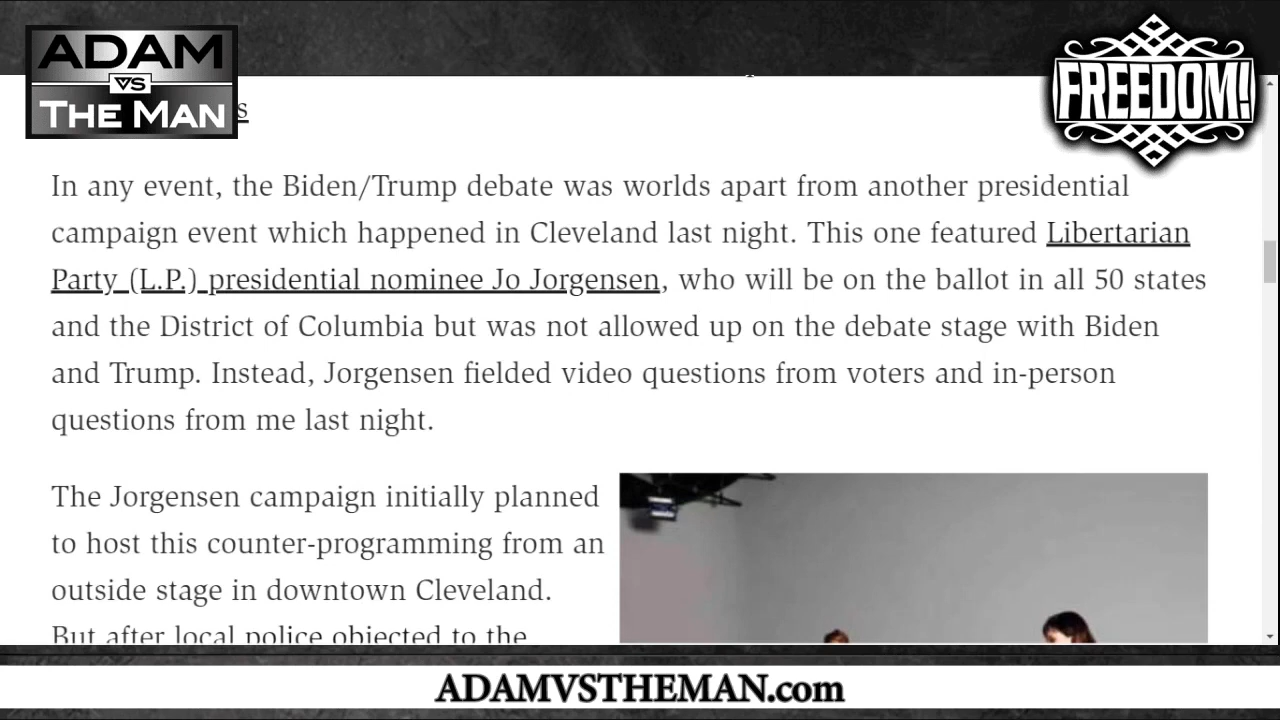 ADAM
VS
THE MAN
FREEDOM!
s
In any event, the Biden/Trump debate was worlds apart from another presidential
campaign event which happened in Cleveland last night. This one featured Libertarian
Party (L.P.) presidential nominee Jo Jorgensen, who will be on the ballot in all 50 states
and the District of Columbia but was not allowed up on the debate stage with Biden
and Trump. Instead, Jorgensen fielded video questions from voters and in-person
questions from me last night.
The Jorgensen campaign initially planned
to host this counter-programming from an
outside stage in downtown Cleveland.
But after local police objected to the
ADAMVSTHEMAN.com